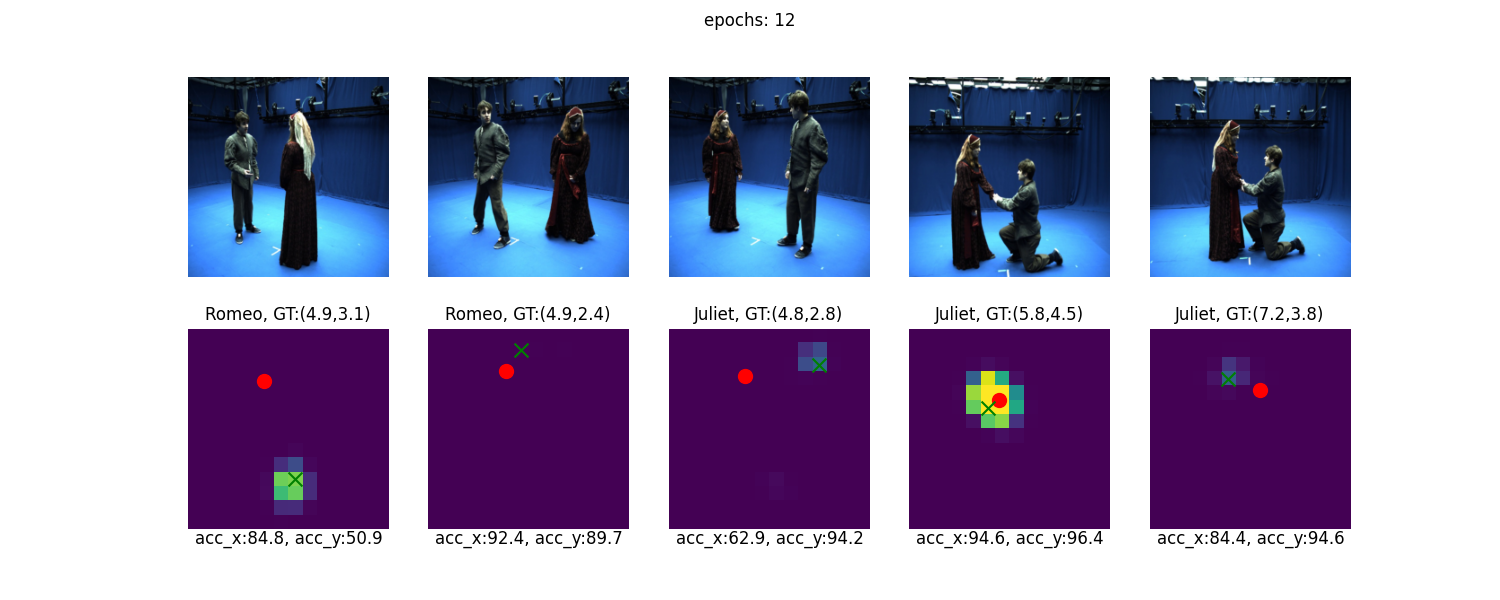 epochs: 12
Romeo, GT:(4.9,3.1)
Romeo, GT:(4.9,2.4)
Juliet, GT:(4.8,2.8)
Juliet, GT:(5.8,4.5)
Juliet, GT:(7.2,3.8)
acc_x:84.8, acc_y:50.9
acc_x:92.4, acc_y:89.7
acc_x:62.9, acc_y:94.2
acc_x:94.6, acc_y:96.4
acc_x:84.4, acc_y:94.6